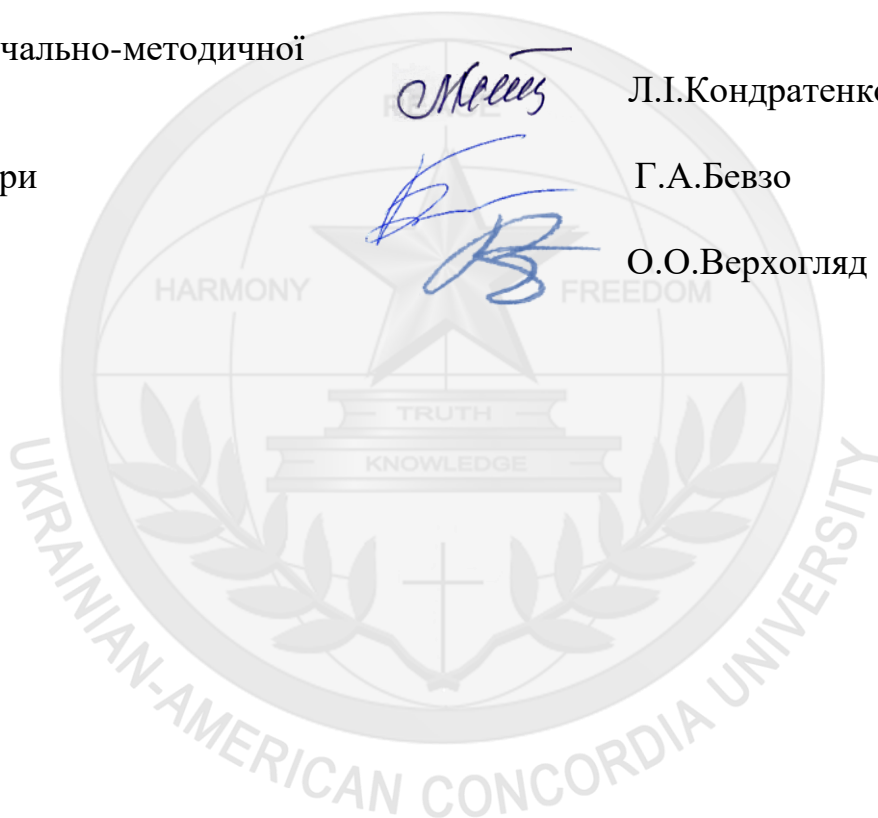 чально-методичної
Л.І.Кондратенко
ри
Г.А.Бевзо
О.О.Верхогляд
HARMONY
FREEDOM
TRUTH
KNOWLEDGE
UKRAINIAN-AMERICAN CONCORDIA UNIVERSITY